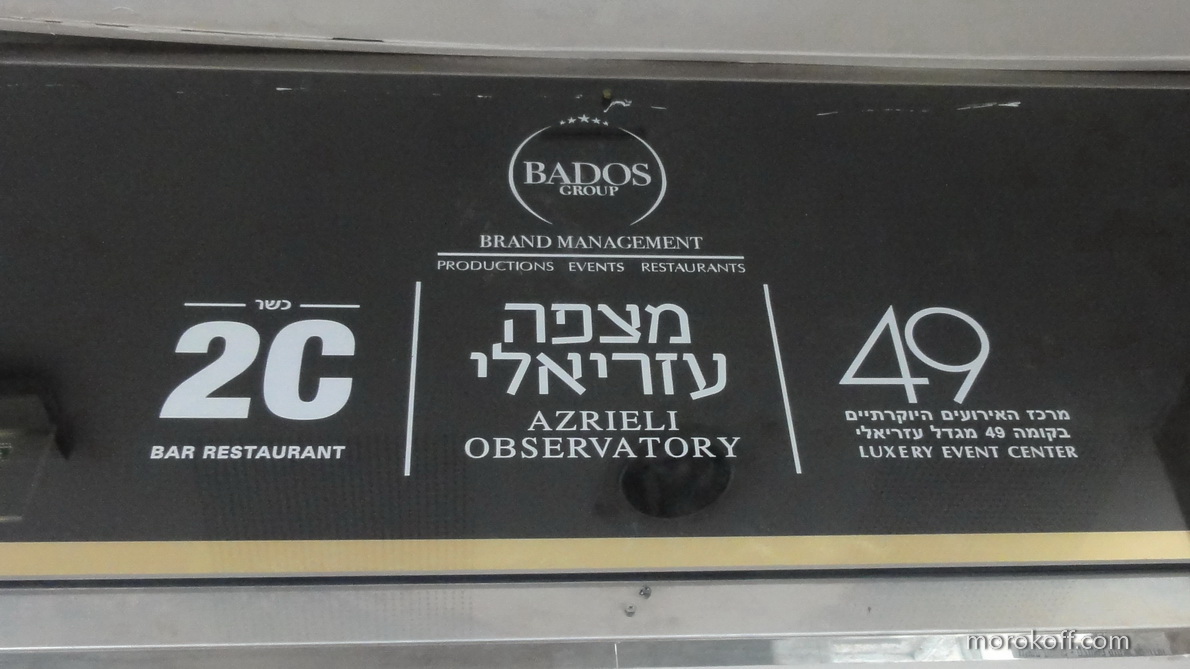 BADOS
GROUP
BRAND MANAGEMENT
PRODUCTIONS EVENTS RESTAURANTS
כשר
2C
BAR RESTAURANT
מצפה
עזריאלי
AZRIELI
OBSERVATORY
49
מרכז האירועים היוקרתיים
בקומה 49 מגדל עזריאלי
LUXERY EVENT CENTER
morokoff.com